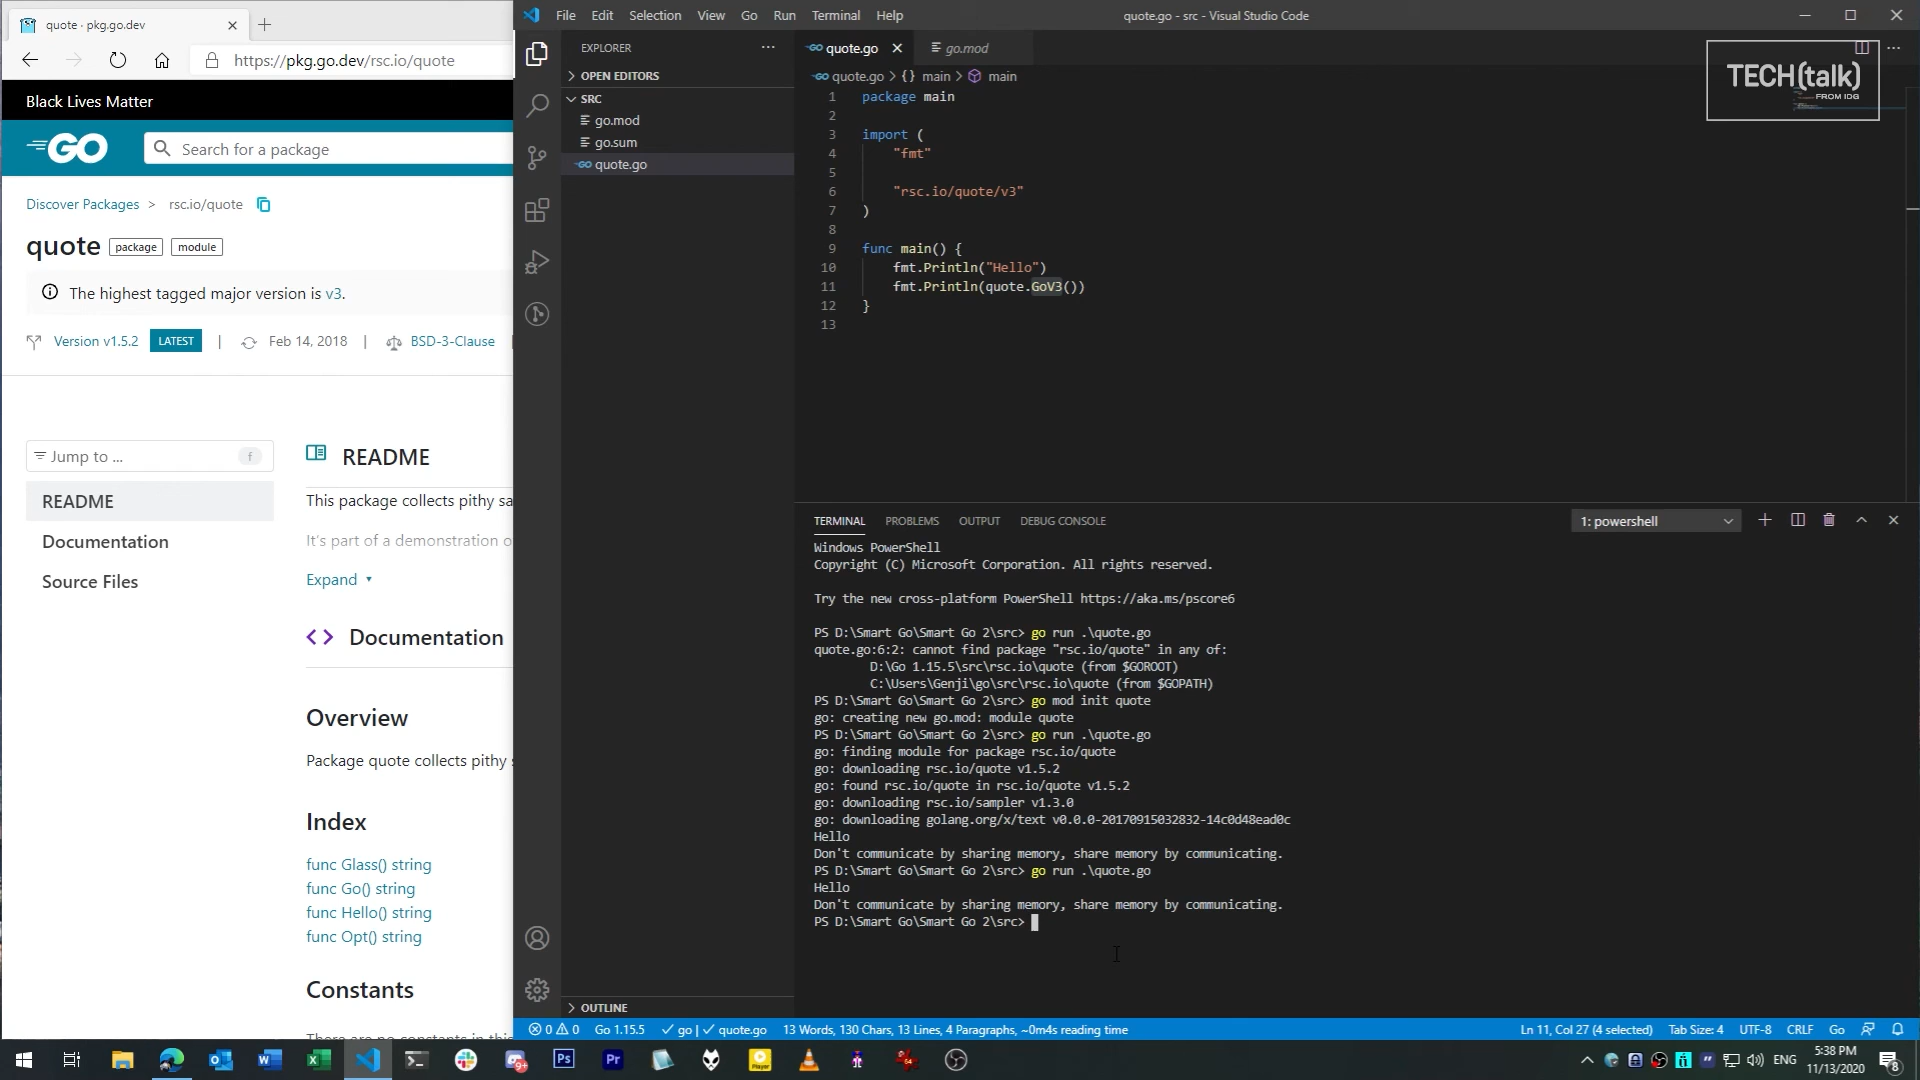 quote · pkg.go.dev
https://pkg.go.dev/rsc.io/quote
Black Lives Matter
GO
Search for a package
Discover Packages > rsc.io/quote
quote package module
The highest tagged major version is v3.
Version v1.5.2 LATEST | Feb 14, 2018 | BSD-3-Clause
Jump to ... f
README
Documentation
Source Files
README
This package collects pithy sa
It's part of a demonstration o
Expand
Documentation
Overview
Package quote collects pithy
Index
func Glass() string
func Go() string
func Hello() string
func Opt() string
Constants
There are no constants in this
File Edit Selection View Go Run Terminal Help
quote.go - src - Visual Studio Code
EXPLORER
OPEN EDITORS
SRC
go.mod
go.sum
quote.go
OUTLINE
quote.go go.mod
quote.go > {} main > main
TECH(talk)
FROM IDG
1 package main
2
3 import (
4 "fmt"
5
6 "rsc.io/quote/v3"
7 )
8
9 func main() {
10 fmt.Println("Hello")
11 fmt.Println(quote.GoV3())
12 }
13
TERMINAL PROBLEMS OUTPUT DEBUG CONSOLE
1: powershell
Windows PowerShell
Copyright (C) Microsoft Corporation. All rights reserved.
Try the new cross-platform PowerShell https://aka.ms/pscore6
PS D:\Smart Go\Smart Go 2\src> go run .\quote.go
quote.go:6:2: cannot find package "rsc.io/quote" in any of:
D:\Go 1.15.5\src\rsc.io\quote (from $GOROOT)
C:\Users\Genji\go\src\rsc.io\quote (from $GOPATH)
PS D:\Smart Go\Smart Go 2\src> go mod init quote
go: creating new go.mod: module quote
PS D:\Smart Go\Smart Go 2\src> go run .\quote.go
go: finding module for package rsc.io/quote
go: downloading rsc.io/quote v1.5.2
go: found rsc.io/quote in rsc.io/quote v1.5.2
go: downloading rsc.io/sampler v1.3.0
go: downloading golang.org/x/text v0.0.0-20170915032832-14c0d48ead0c
Hello
Don't communicate by sharing memory, share memory by communicating.
PS D:\Smart Go\Smart Go 2\src> go run .\quote.go
Hello
Don't communicate by sharing memory, share memory by communicating.
PS D:\Smart Go\Smart Go 2\src>
0 0 Go 1.15.5 go | quote.go 13 Words, 130 Chars, 13 Lines, 4 Paragraphs, ~0m4s reading time
Ln 11, Col 27 (4 selected) Tab Size: 4 UTF-8 CRLF Go
Ps Pr
ENG
5:38 PM
11/13/2020
8